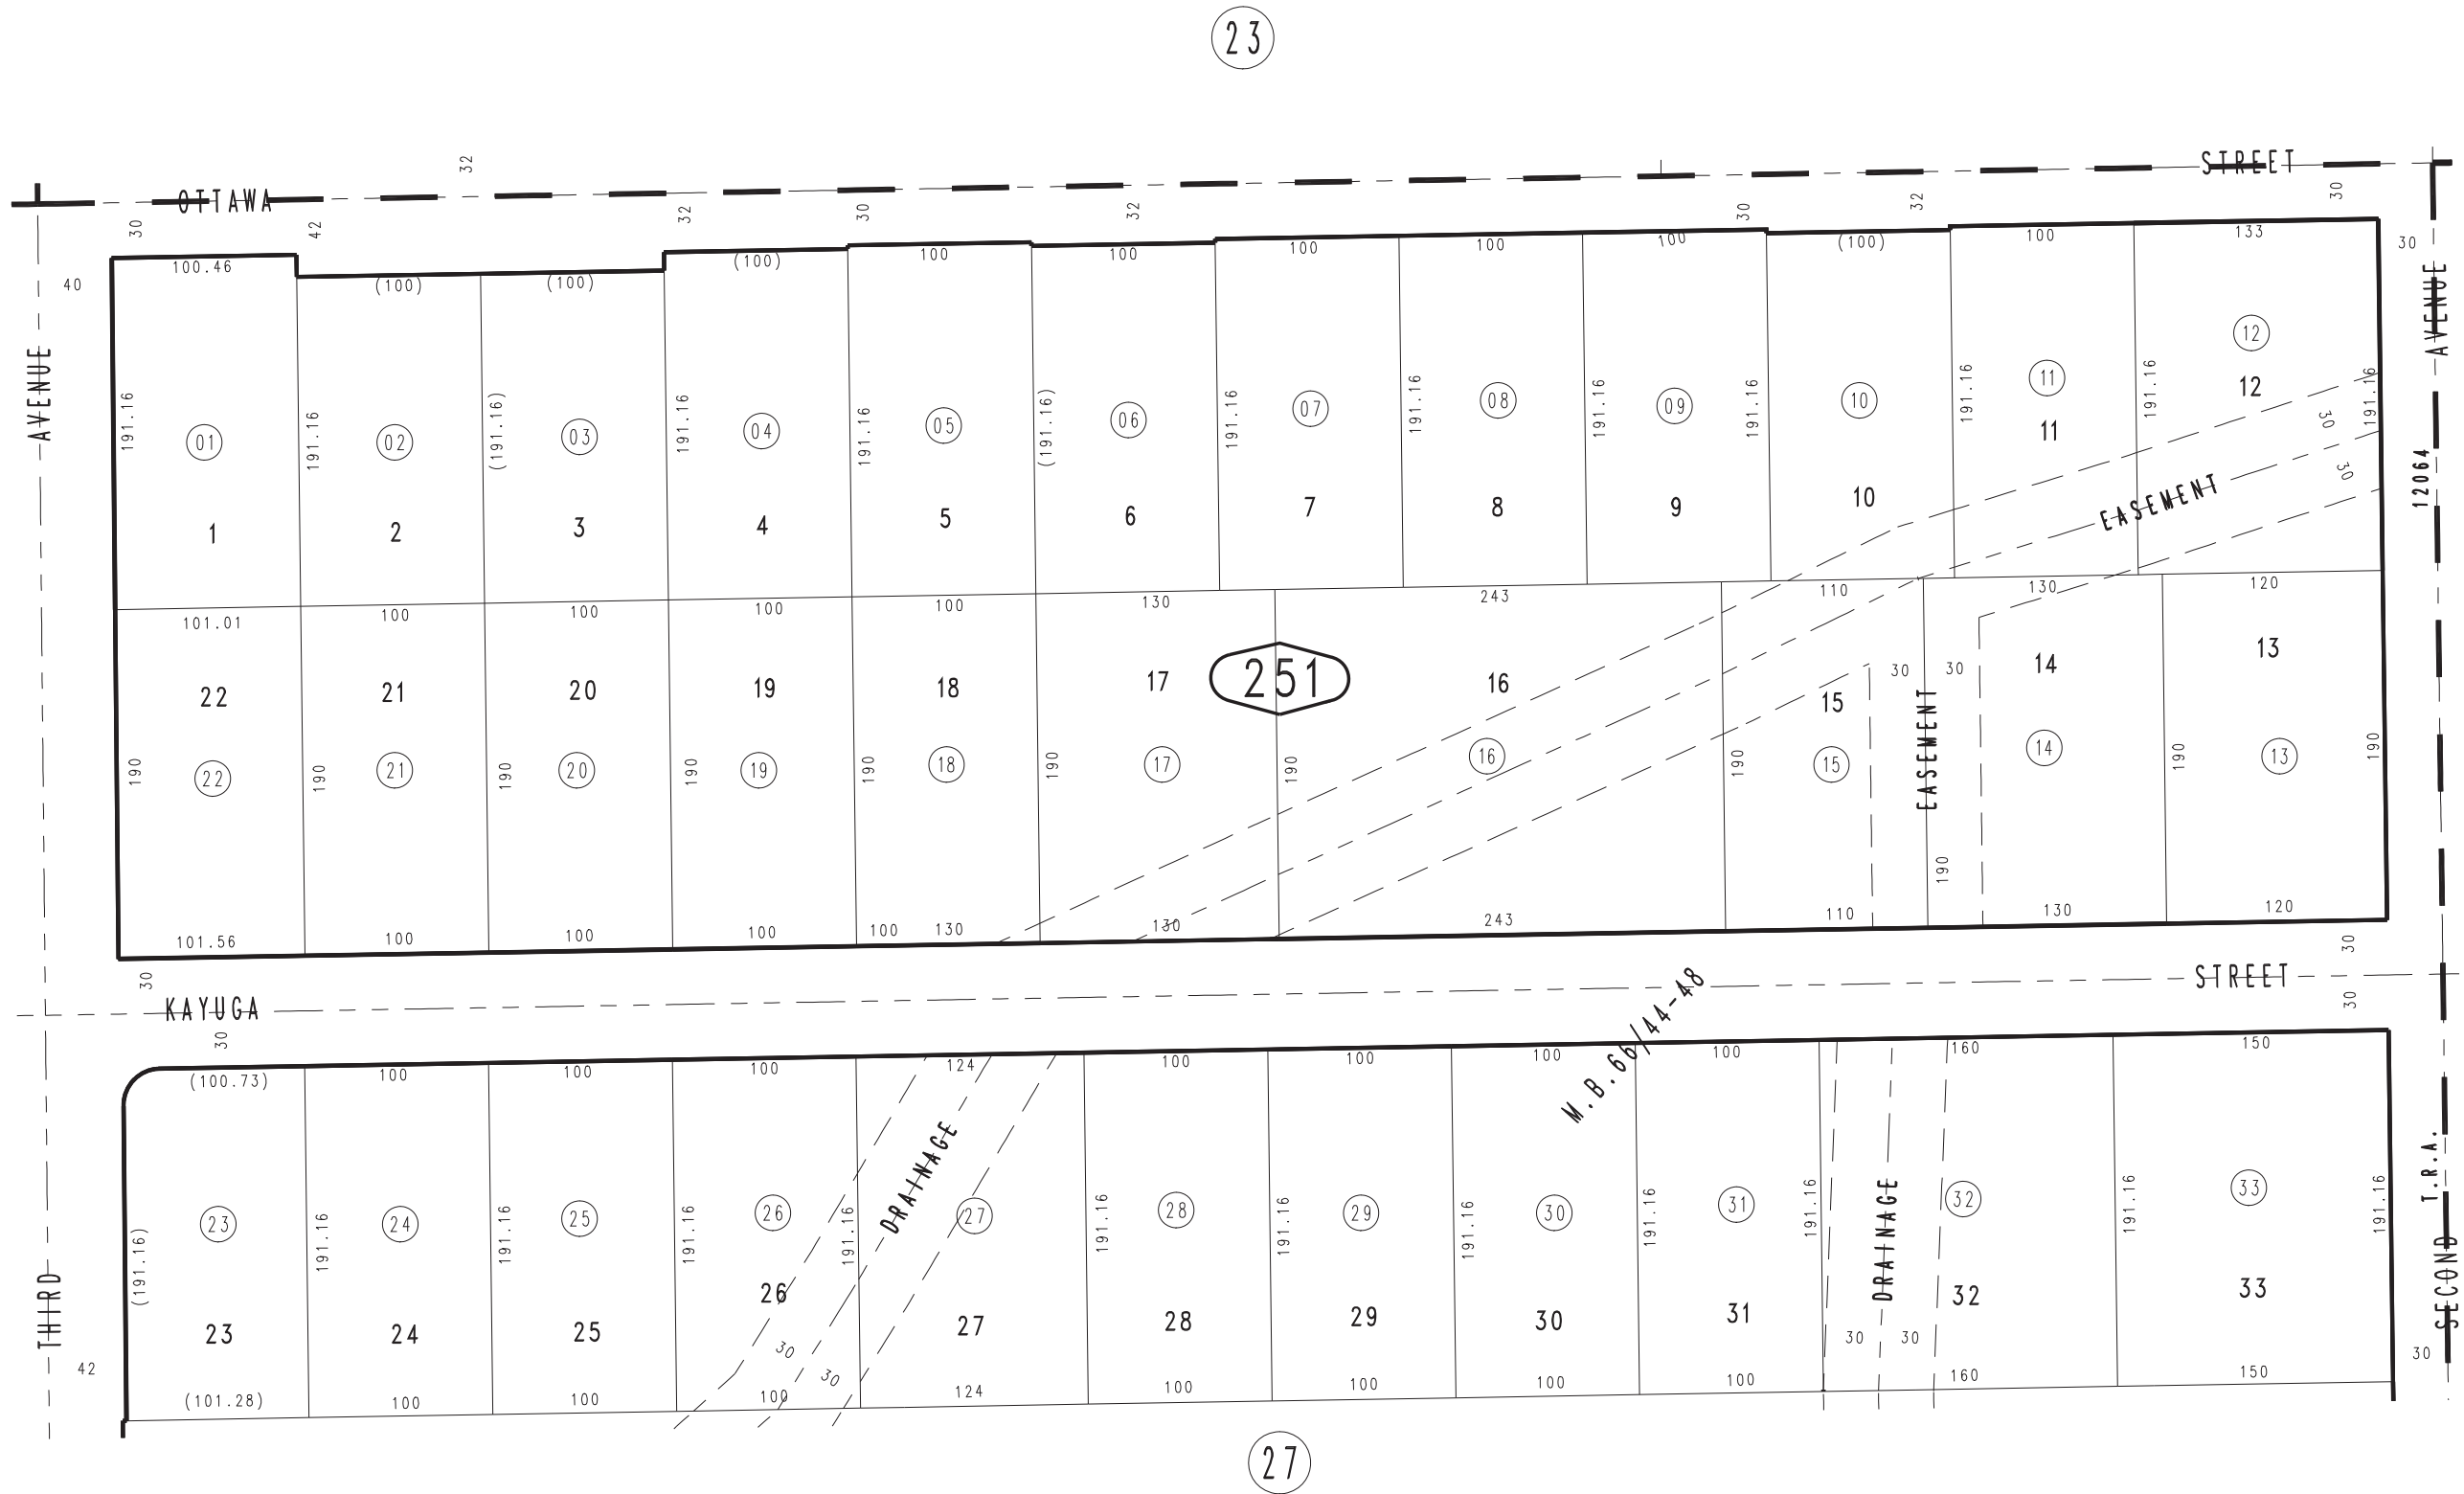 23
32
OTTAWA STREET
30 42 32 30 32 30 32 30
100.46 (100) (100) (100) 100 100 100 100 100 (100) 100 133
40 30
AVENUE
AVENUE
191.16 191.16 (191.16) 191.16 191.16 (191.16) 191.16 191.16 191.16 191.16 191.16 191.16 191.16
01 02 03 04 05 06 07 08 09 10 11 12
1 2 3 4 5 6 7 8 9 10 11 12
30
30
EASEMENT
12064
101.01 100 100 100 100 130 243 110 130 120
251
22 21 20 19 18 17 16 15 14 13
30 30
EASEMENT
190 190 190 190 190 190 190 190 190 190 190
22 21 20 19 18 17 16 15 14 13
101.56 100 100 100 100 130 130 243 110 130 120
30 30
KAYUGA STREET
30 30
M.B.66/44-48
(100.73) 100 100 100 124 100 100 100 100 160 150
DRAINAGE
DRAINAGE
T.R.A.
(191.16) 191.16 191.16 191.16 191.16 191.16 191.16 191.16 191.16 191.16 191.16 191.16
23 24 25 26 27 28 29 30 31 32 33
23 24 25 26 27 28 29 30 31 32 33
THIRD
SECOND
30 30 30 30
42 30
(101.28) 100 100 100 124 100 100 100 100 160 150
27